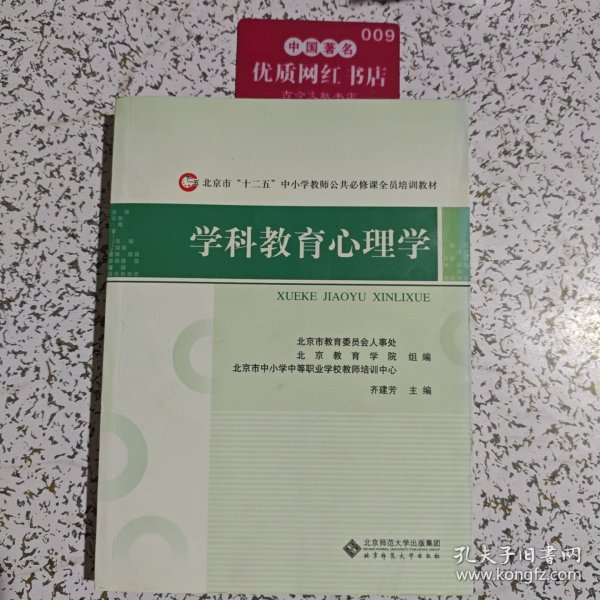 009
中国著名
优质网红书店
北京市“十二五”中小学教师公共必修课全员培训教材
学科教育心理学
XUEKE JIAOYU XINLIXUE
北京市教育委员会人事处
北京教育学院 组编
北京市中小学中等职业学校教师培训中心
齐建芳 主编
北京师范大学出版集团
北京师范大学出版社
孔夫子旧书网
www.kongfz.com